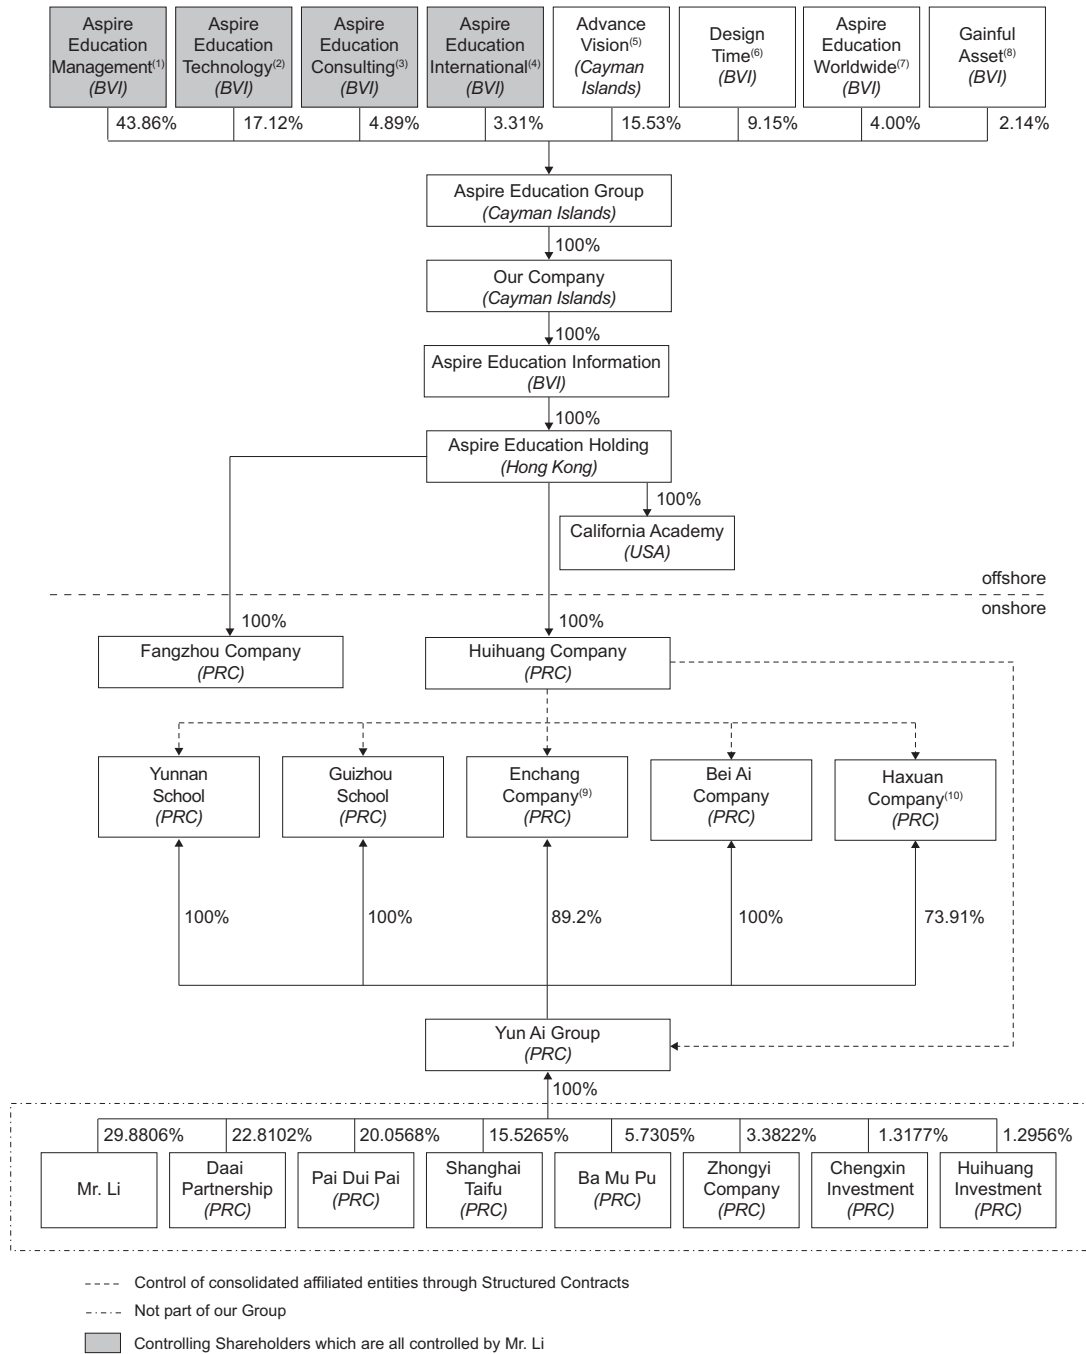 Aspire
Education
Management(1)
(BVI)
Aspire
Education
Technology(2)
(BVI)
Aspire
Education
Consulting(3)
(BVI)
Aspire
Education
International(4)
(BVI)
Advance
Vision(5)
(Cayman
Islands)
Design
Time(6)
(BVI)
Aspire
Education
Worldwide(7)
(BVI)
Gainful
Asset(8)
(BVI)
43.86%
17.12%
4.89%
3.31%
15.53%
9.15%
4.00%
2.14%
Aspire Education Group
(Cayman Islands)
100%
Our Company
(Cayman Islands)
100%
Aspire Education Information
(BVI)
100%
Aspire Education Holding
(Hong Kong)
100%
California Academy
(USA)
offshore
onshore
100%
100%
Fangzhou Company
(PRC)
Huihuang Company
(PRC)
Yunnan
School
(PRC)
Guizhou
School
(PRC)
Enchang
Company(9)
(PRC)
Bei Ai
Company
(PRC)
Haxuan
Company(10)
(PRC)
100%
100%
89.2%
100%
73.91%
Yun Ai Group
(PRC)
100%
29.8806%
22.8102%
20.0568%
15.5265%
5.7305%
3.3822%
1.3177%
1.2956%
Mr. Li
Daai
Partnership
(PRC)
Pai Dui Pai
(PRC)
Shanghai
Taifu
(PRC)
Ba Mu Pu
(PRC)
Zhongyi
Company
(PRC)
Chengxin
Investment
(PRC)
Huihuang
Investment
(PRC)
Control of consolidated affiliated entities through Structured Contracts
Not part of our Group
Controlling Shareholders which are all controlled by Mr. Li